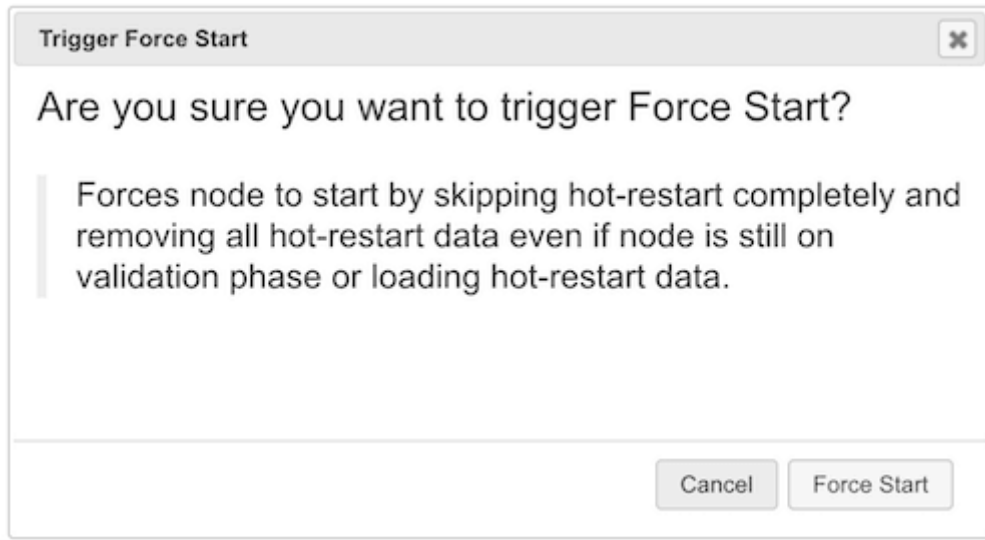 Trigger Force Start
Are you sure you want to trigger Force Start?
Forces node to start by skipping hot-restart completely and
removing all hot-restart data even if node is still on
validation phase or loading hot-restart data.
Cancel
Force Start